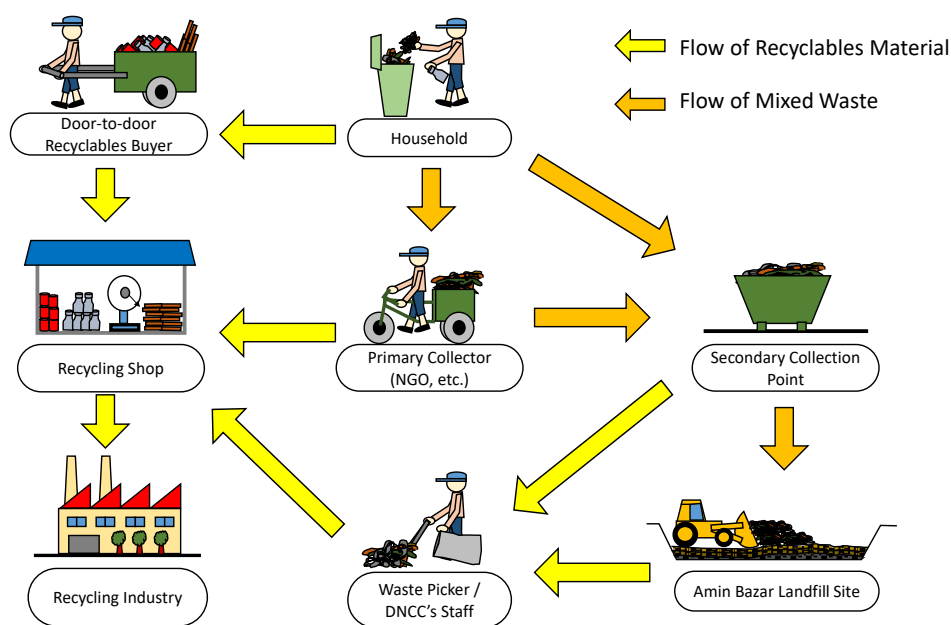 Flow of Recyclables Material
Flow of Mixed Waste
Door-to-door
Recyclables Buyer
Household
Recycling Shop
Primary Collector
(NGO, etc.)
Secondary Collection
Point
Recycling Industry
Waste Picker /
DNCC's Staff
Amin Bazar Landfill Site